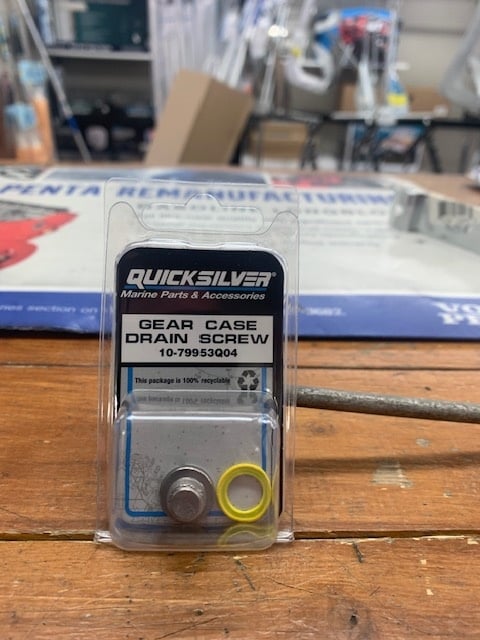 PENTA REMANUFACTURING
QUICKSILVER®
Marine Parts & Accessories
GEAR CASE
DRAIN SCREW
10-79953Q04
This package is 100% recyclable